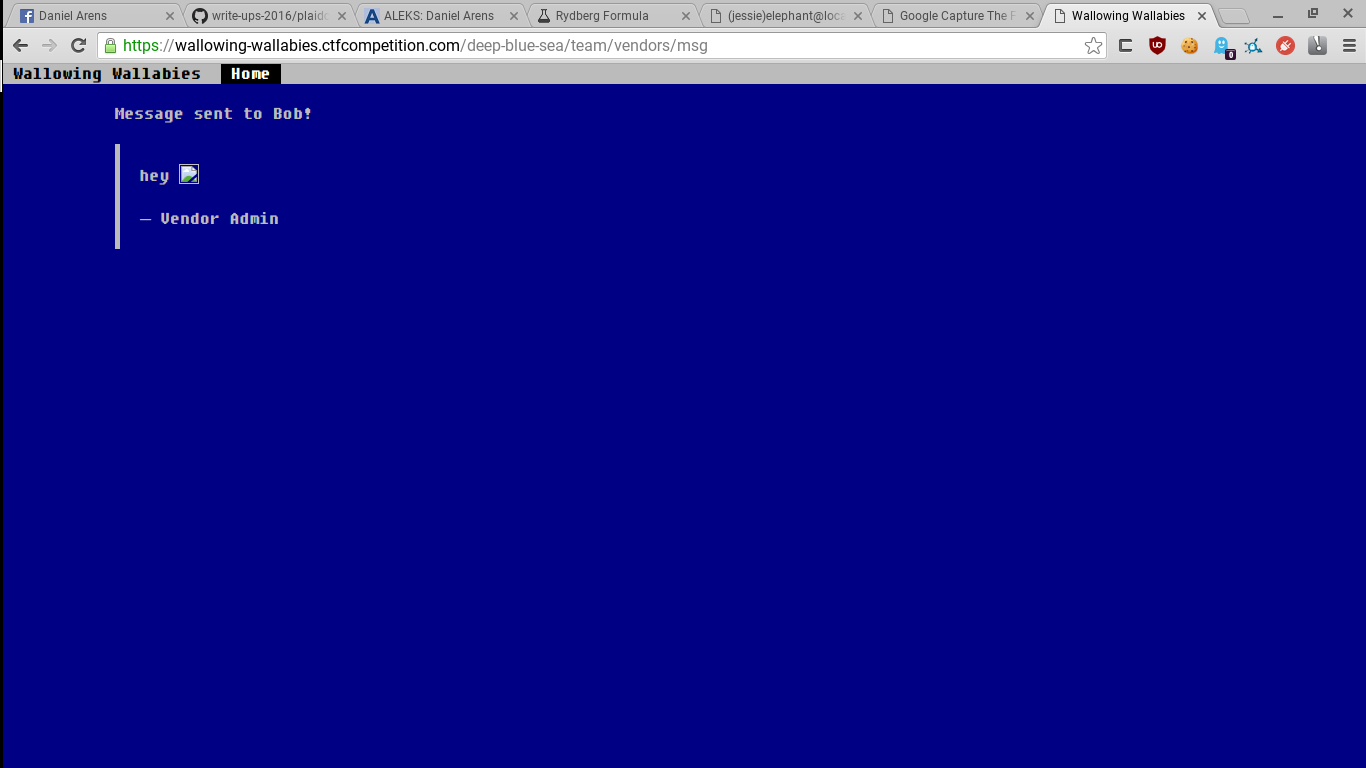 Daniel Arens
write-ups-2016/plaid
ALEKS: Daniel Arens
Rydberg Formula
(jessie)elephant@loca
Google Capture The F
Wallowing Wallabies
https://wallowing-wallabies.ctfcompetition.com/deep-blue-sea/team/vendors/msg
0
Wallowing Wallabies Home
Message sent to Bob!
hey
— Vendor Admin